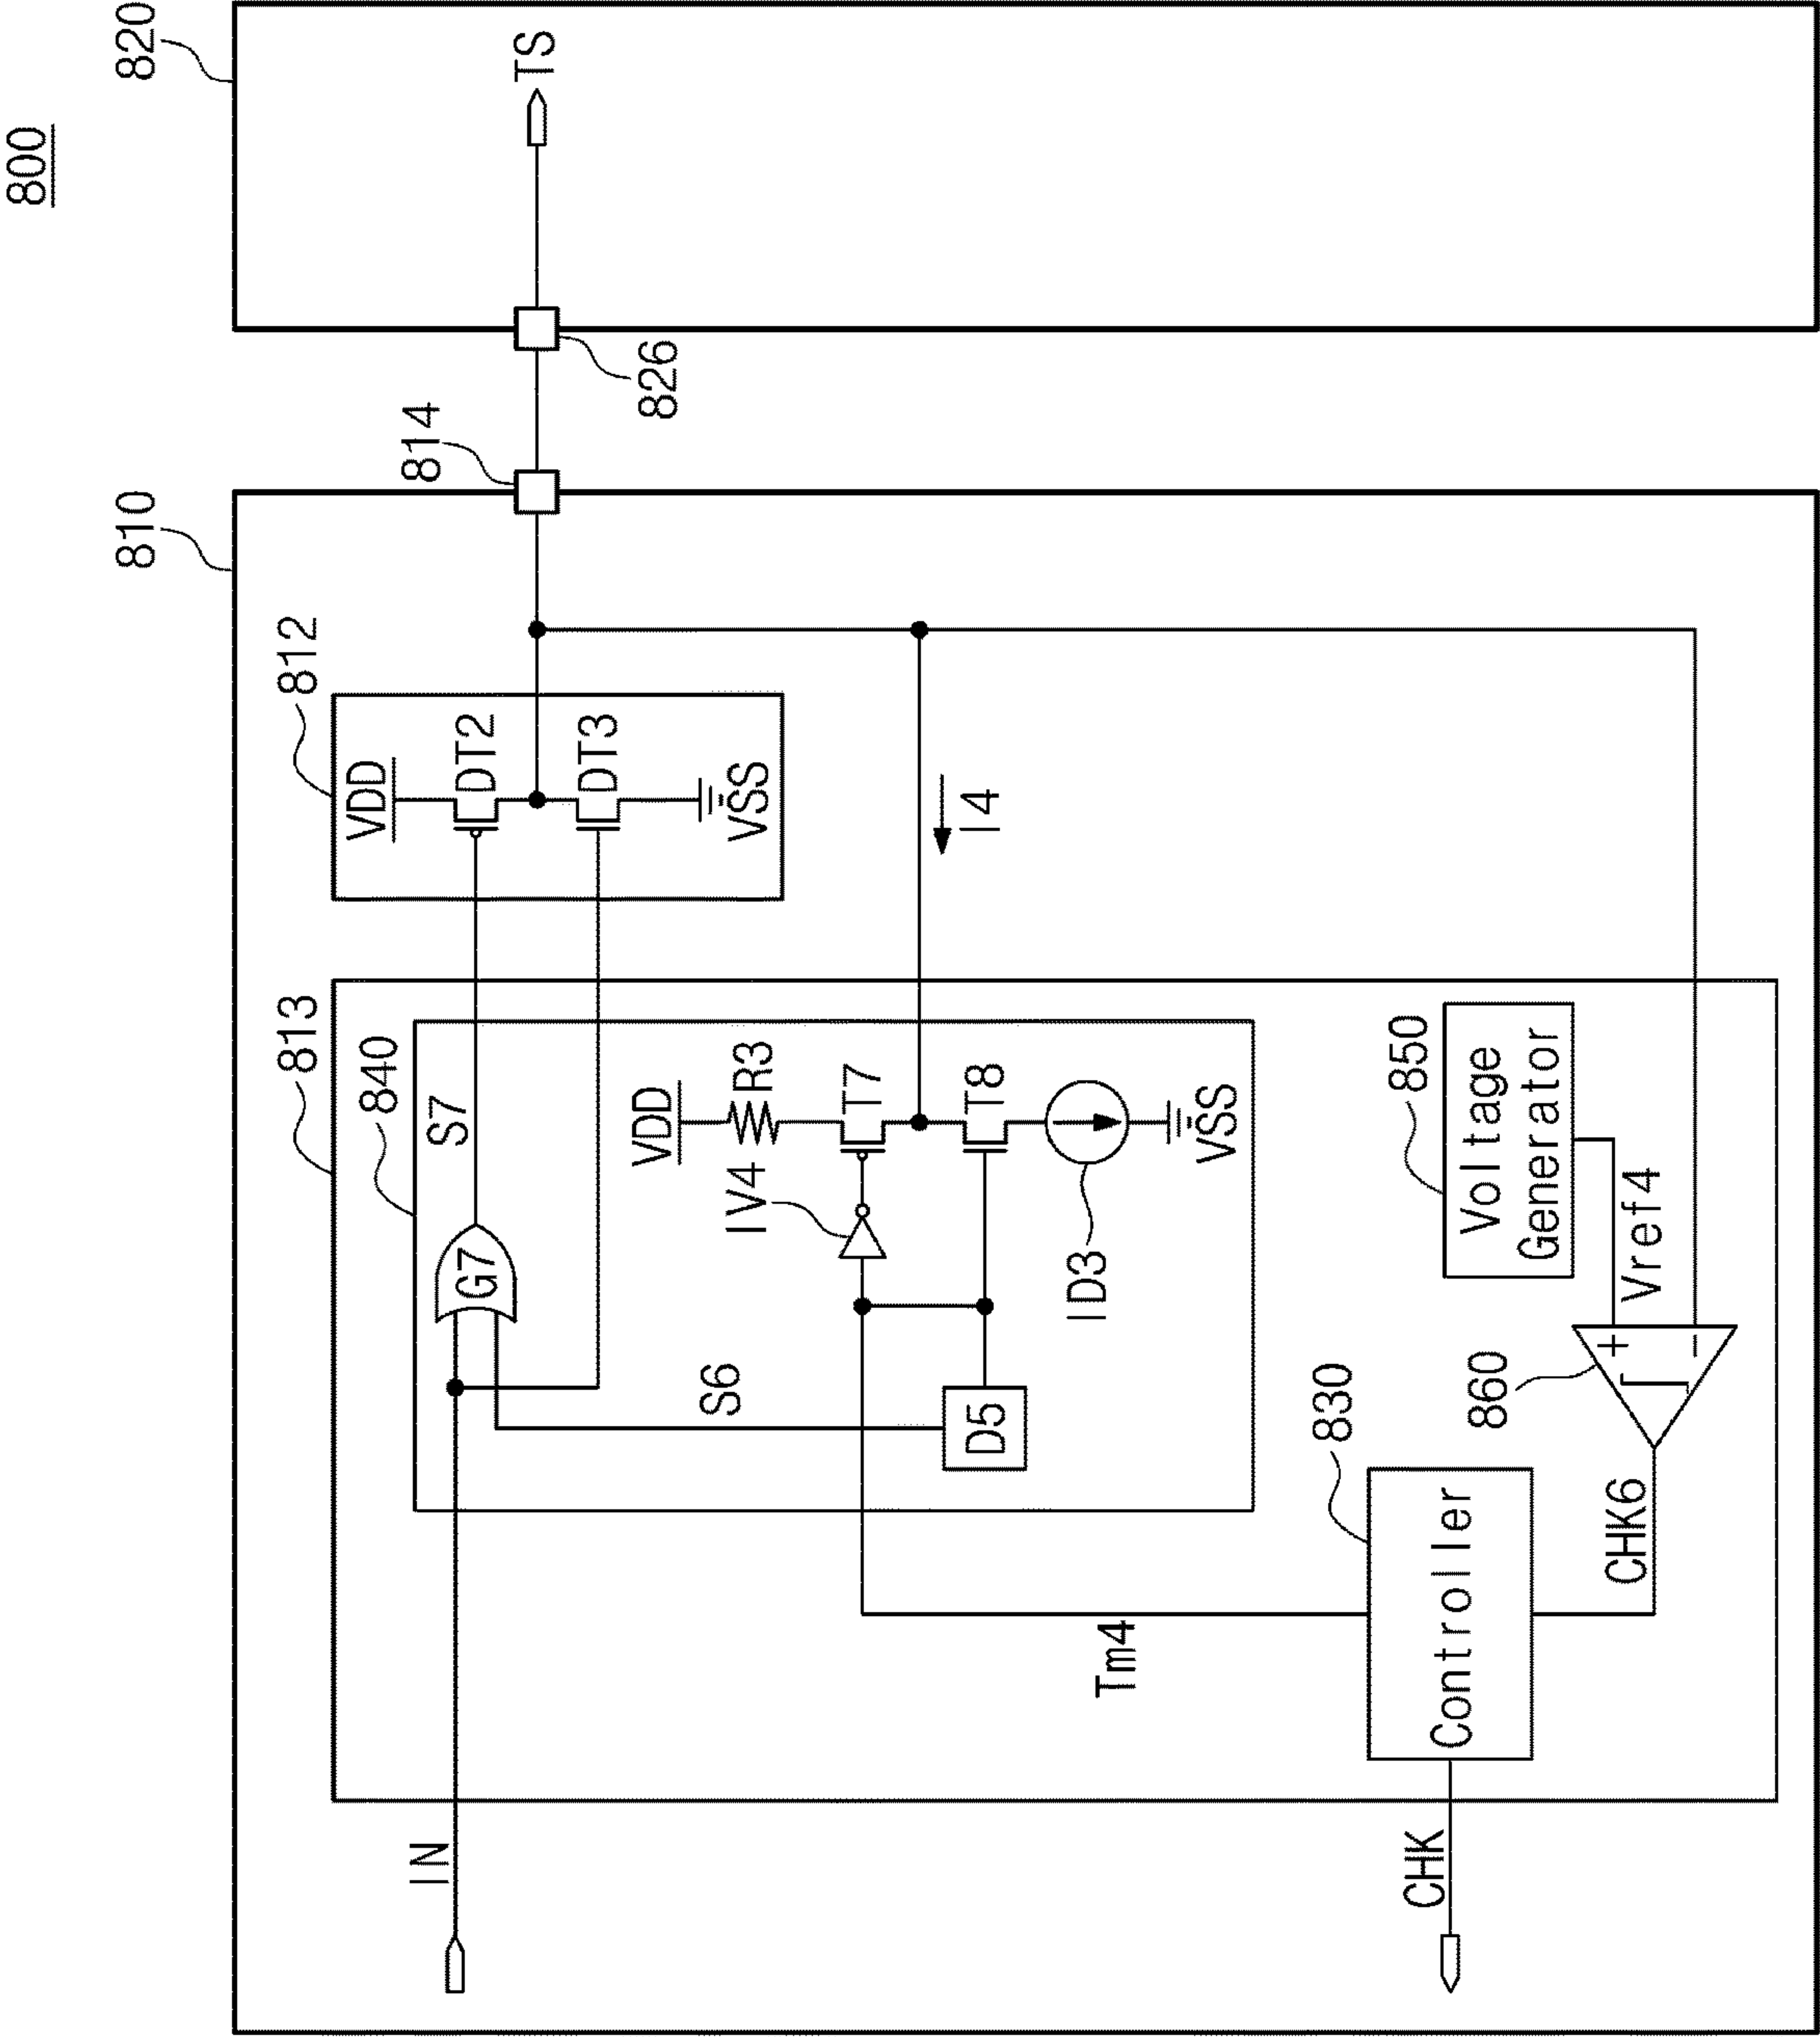 800
810
820
812
814
826
VDD
DT2
DT3
VSS
TS
813
840
S7
G7
IN
S6
D5
IV4
VDD
R3
T7
T8
ID3
VSS
I4
Tm4
830
Controller
CHK
CHK6
860
+
-
Vref4
850
Voltage
Generator